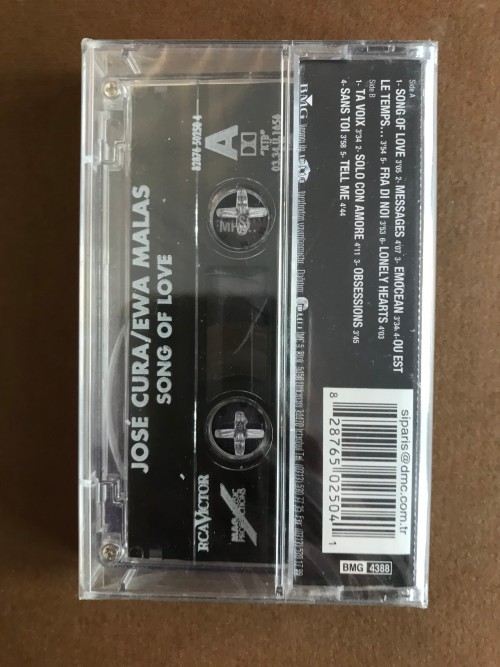 Side A
1- SONG OF LOVE 3'05 2- MESSAGES 4'07 3- EMOCEAN 3'34 4- OU EST
LE TEMPS... 3'54 5- FRA DI NOI 3'53 6- LONELY HEARTS 4'03
Side B
1- TA VOIX 3'34 2- SOLO CON AMORE 4'11 3- OBSESSIONS 3'45
4- SANS TOI 3'58 5- TELL ME 4'44
siparis@dmc.com.tr
8 28765 02504 1
BMG 4388
BMG
A
RCA VICTOR
JOSÉ CURA/EWA MALAS
SONG OF LOVE